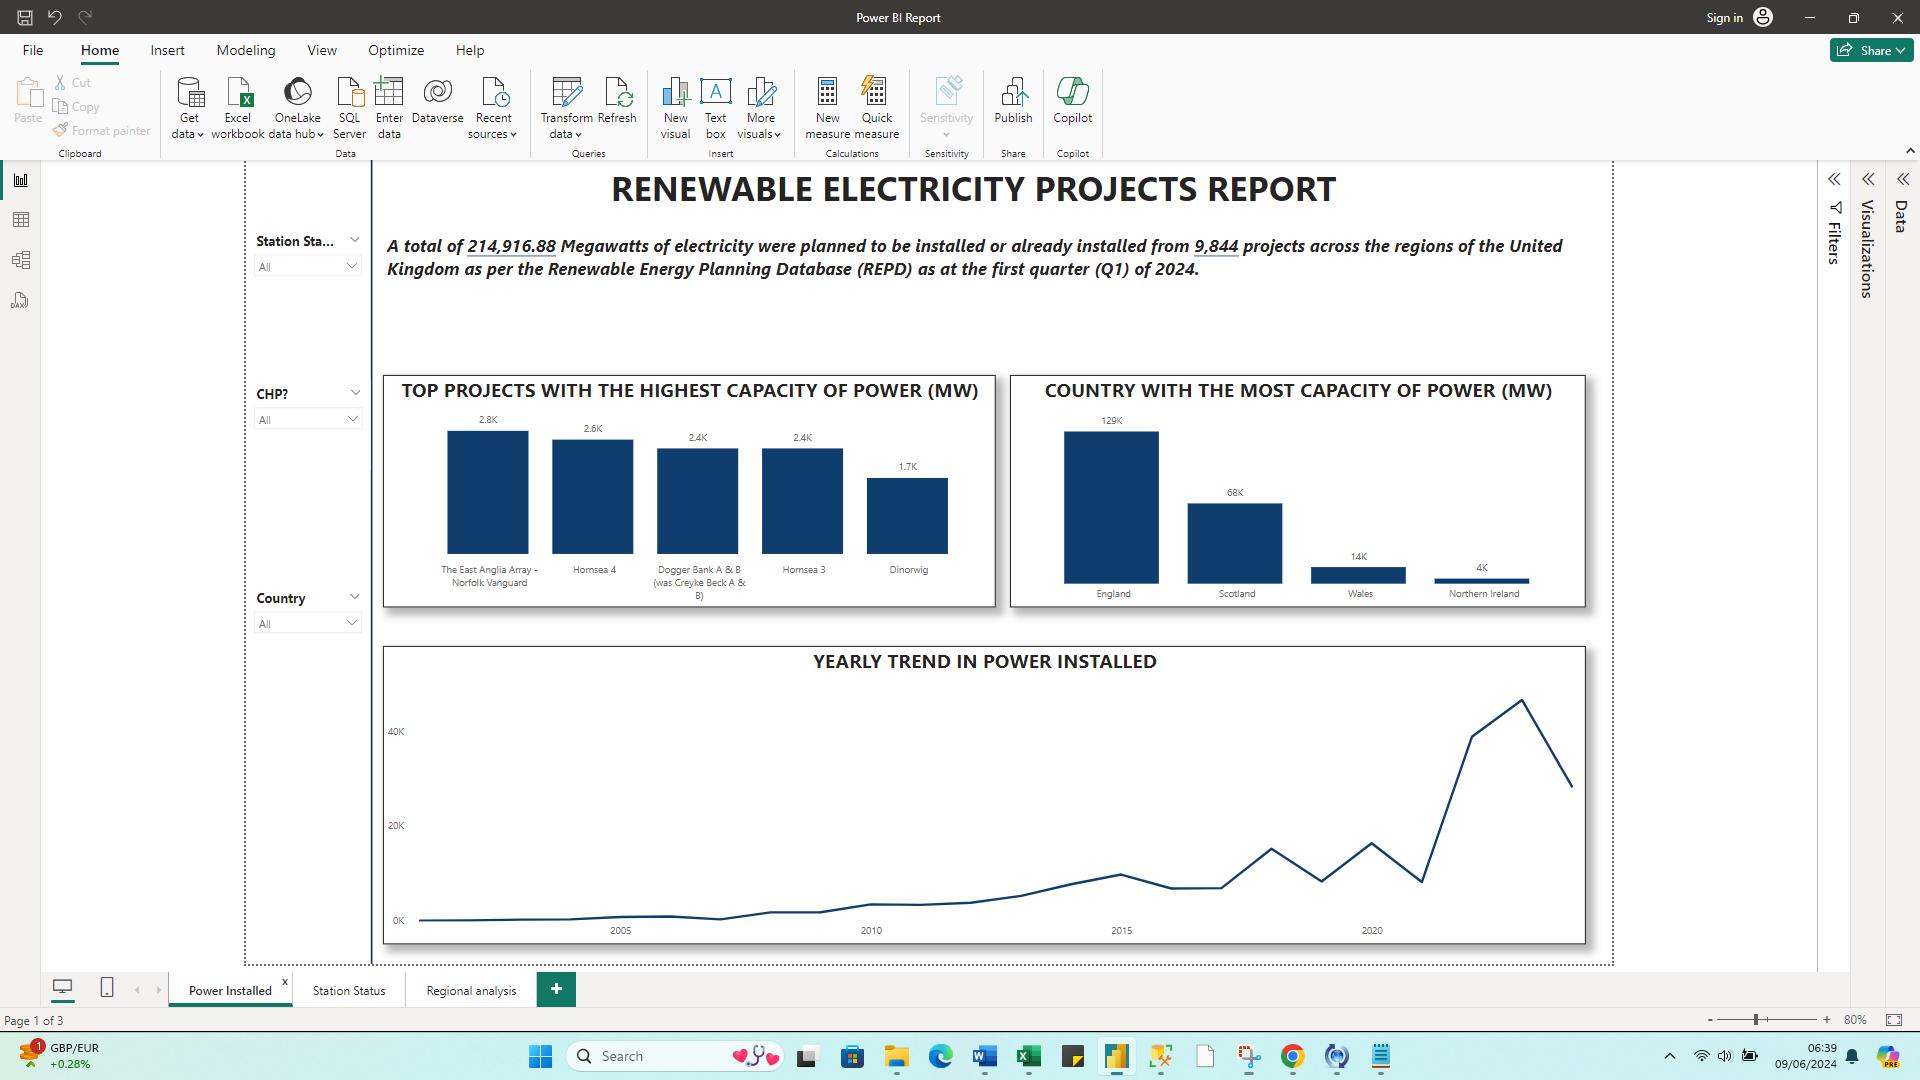 Power BI Report
Sign in
File Home Insert Modeling View Optimize Help
Share
Paste
Cut
Copy
Format painter
Clipboard
Get data
Excel workbook
OneLake data hub
SQL Server
Enter data
Dataverse
Recent sources
Data
Transform data
Refresh
Queries
New visual
Text box
More visuals
Insert
New measure
Quick measure
Calculations
Sensitivity
Sensitivity
Publish
Share
Copilot
Copilot
DAX
RENEWABLE ELECTRICITY PROJECTS REPORT
A total of 214,916.88 Megawatts of electricity were planned to be installed or already installed from 9,844 projects across the regions of the United
Kingdom as per the Renewable Energy Planning Database (REPD) as at the first quarter (Q1) of 2024.
Station Sta...
All
CHP?
All
Country
All
TOP PROJECTS WITH THE HIGHEST CAPACITY OF POWER (MW)
2.8K
2.6K
2.4K
2.4K
1.7K
The East Anglia Array -
Norfolk Vanguard
Hornsea 4
Dogger Bank A & B
(was Creyke Beck A &
B)
Hornsea 3
Dinorwig
COUNTRY WITH THE MOST CAPACITY OF POWER (MW)
129K
68K
14K
4K
England
Scotland
Wales
Northern Ireland
YEARLY TREND IN POWER INSTALLED
40K
20K
0K
2005 2010 2015 2020
Filters
Visualizations
Data
Power Installed x
Station Status
Regional analysis
+
Page 1 of 3
- + 80%
1
GBP/EUR
+0.28%
Search
06:39
09/06/2024
PRE